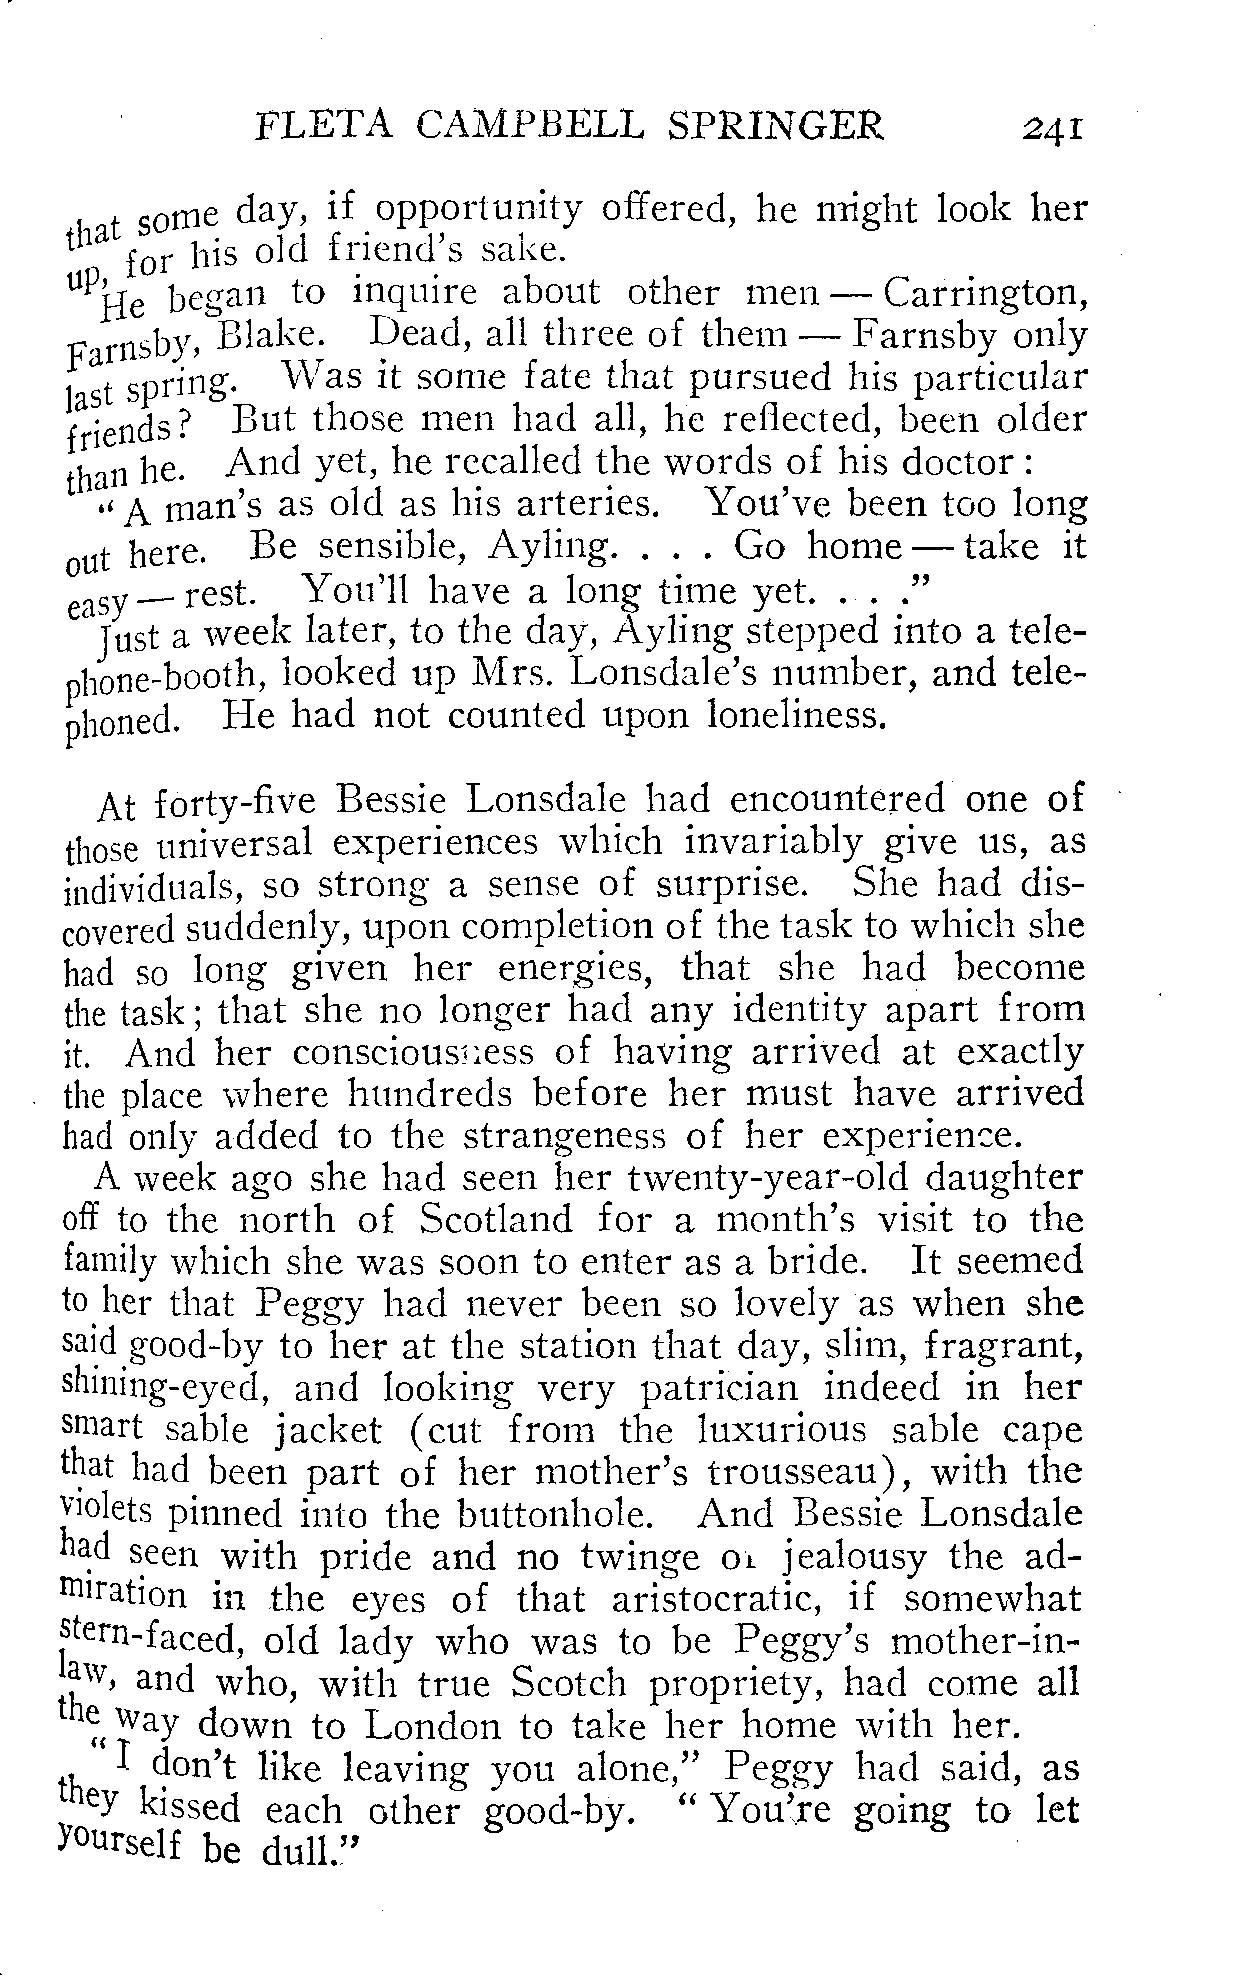 FLETA CAMPBELL SPRINGER 241
that some day, if opportunity offered, he might look her
up, for his old friend's sake.
He began to inquire about other men — Carrington,
Farnsby, Blake. Dead, all three of them — Farnsby only
last spring. Was it some fate that pursued his particular
friends? But those men had all, he reflected, been older
than he. And yet, he recalled the words of his doctor:
"A man's as old as his arteries. You've been too long
out here. Be sensible, Ayling. . . . Go home — take it
easy — rest. You'll have a long time yet. . . ."
Just a week later, to the day, Ayling stepped into a tele-
phone-booth, looked up Mrs. Lonsdale's number, and tele-
phoned. He had not counted upon loneliness.
At forty-five Bessie Lonsdale had encountered one of
those universal experiences which invariably give us, as
individuals, so strong a sense of surprise. She had dis-
covered suddenly, upon completion of the task to which she
had so long given her energies, that she had become
the task; that she no longer had any identity apart from
it. And her consciousness of having arrived at exactly
the place where hundreds before her must have arrived
had only added to the strangeness of her experience.
A week ago she had seen her twenty-year-old daughter
off to the north of Scotland for a month's visit to the
family which she was soon to enter as a bride. It seemed
to her that Peggy had never been so lovely as when she
said good-by to her at the station that day, slim, fragrant,
shining-eyed, and looking very patrician indeed in her
smart sable jacket (cut from the luxurious sable cape
that had been part of her mother's trousseau), with the
violets pinned into the buttonhole. And Bessie Lonsdale
had seen with pride and no twinge of jealousy the ad-
miration in the eyes of that aristocratic, if somewhat
stern-faced, old lady who was to be Peggy's mother-in-
law, and who, with true Scotch propriety, had come all
the way down to London to take her home with her.
"I don't like leaving you alone," Peggy had said, as
they kissed each other good-by. "You're going to let
yourself be dull."